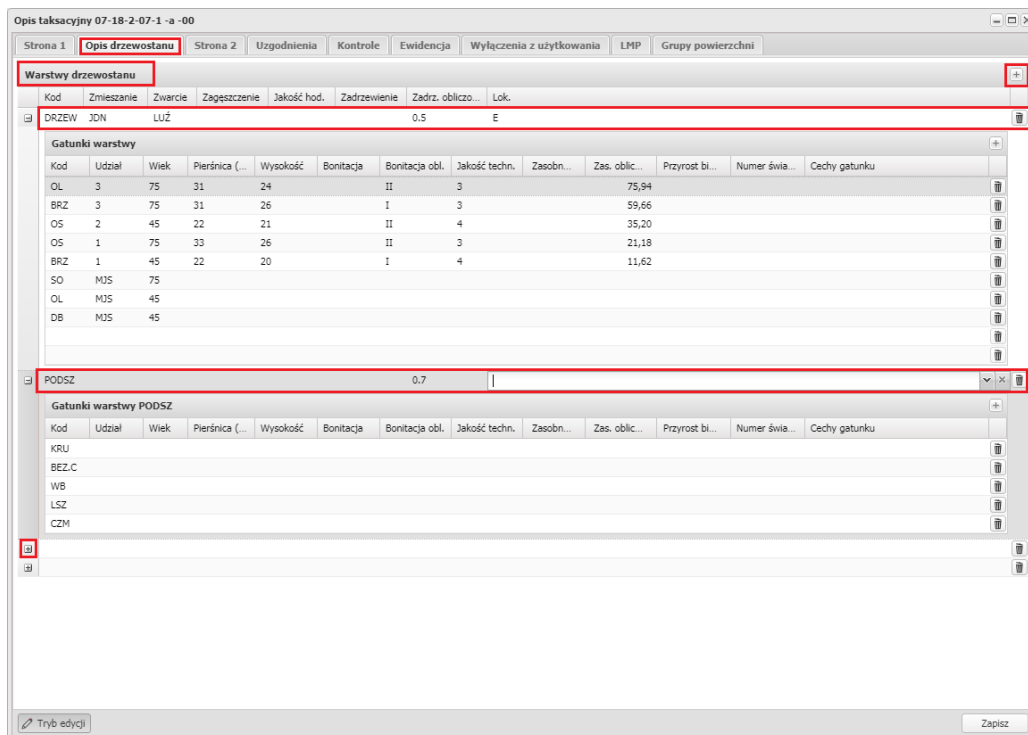 Opis taksacyjny 07-18-2-07-1 -a -00
Strona 1 Opis drzewostanu Strona 2 Uzgodnienia Kontrole Ewidencja Wyłączenia z użytkowania LMP Grupy powierzchni
Warstwy drzewostanu
Kod Zmieszanie Zwarcie Zagęszczenie Jakość hod. Zadrzewienie Zadrz. obliczo... Lok.
DRZEW JDN LUŹ 0.5 E
Gatunki warstwy
Kod Udział Wiek Pierśnica (... Wysokość Bonitacja Bonitacja obl. Jakość techn. Zasobn... Zas. oblic... Przyrost bi... Numer świa... Cechy gatunku
OL 3 75 31 24 II 3 75,94
BRZ 3 75 31 26 I 3 59,66
OS 2 45 22 21 II 4 35,20
OS 1 75 33 26 II 3 21,18
BRZ 1 45 22 20 I 4 11,62
SO MJS 75
OL MJS 45
DB MJS 45
PODSZ 0.7
Gatunki warstwy PODSZ
Kod Udział Wiek Pierśnica (... Wysokość Bonitacja Bonitacja obl. Jakość techn. Zasobn... Zas. oblic... Przyrost bi... Numer świa... Cechy gatunku
KRU
BEZ.C
WB
LSZ
CZM
Tryb edycji Zapisz